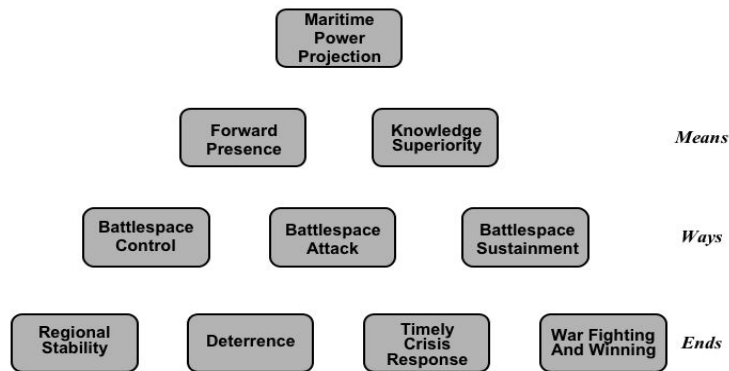 Maritime
Power
Projection
Forward
Presence
Knowledge
Superiority
Means
Battlespace
Control
Battlespace
Attack
Battlespace
Sustainment
Ways
Regional
Stability
Deterrence
Timely
Crisis
Response
War Fighting
And Winning
Ends